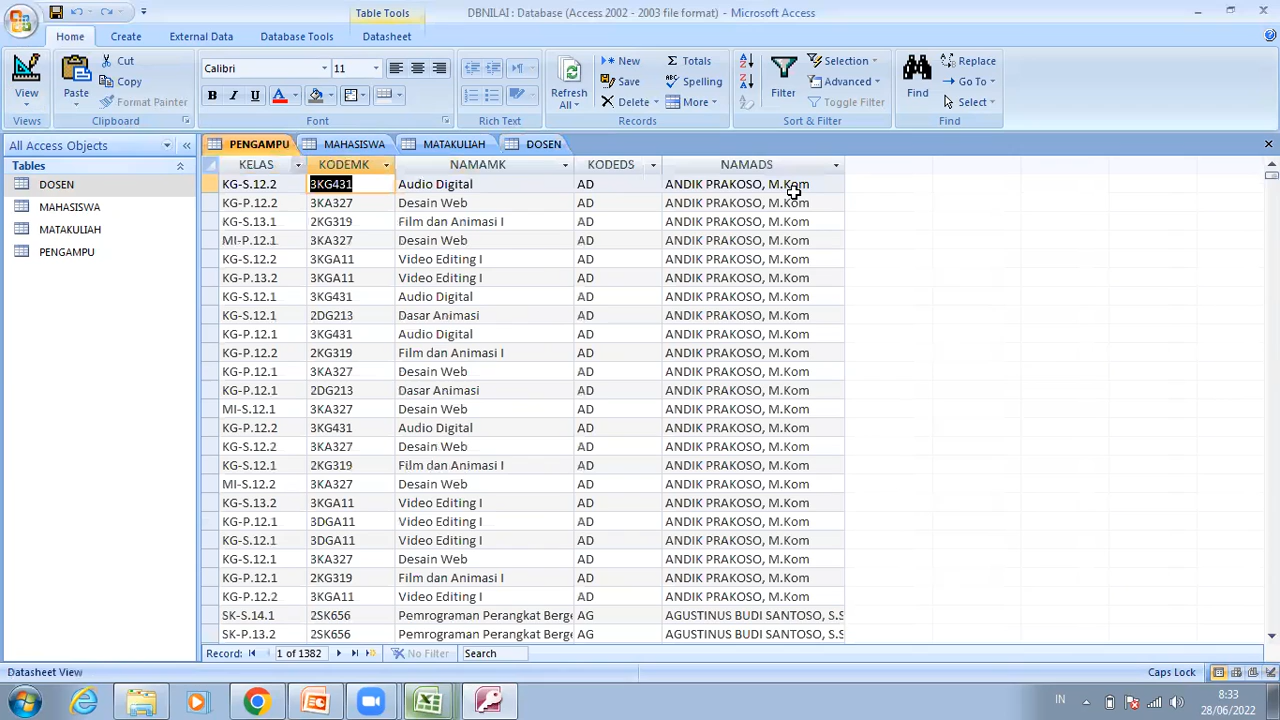 Table Tools
DBNILAI : Database (Access 2002 - 2003 file format) - Microsoft Access
Home Create External Data Database Tools Datasheet
View
Views
Paste
Cut
Copy
Format Painter
Clipboard
Calibri 11
B I U A
Font
Rich Text
Refresh All
New
Save
Delete
Totals
Spelling
More
Records
Filter
Selection
Advanced
Toggle Filter
Sort & Filter
Find
Replace
Go To
Select
Find
All Access Objects
Tables
DOSEN
MAHASISWA
MATAKULIAH
PENGAMPU
PENGAMPU MAHASISWA MATAKULIAH DOSEN
KELAS KODEMK NAMAMK KODEDS NAMADS
KG-S.12.2 3KG431 Audio Digital AD ANDIK PRAKOSO, M.Kom
KG-P.12.2 3KA327 Desain Web AD ANDIK PRAKOSO, M.Kom
KG-S.13.1 2KG319 Film dan Animasi I AD ANDIK PRAKOSO, M.Kom
MI-P.12.1 3KA327 Desain Web AD ANDIK PRAKOSO, M.Kom
KG-S.12.2 3KGA11 Video Editing I AD ANDIK PRAKOSO, M.Kom
KG-P.13.2 3KGA11 Video Editing I AD ANDIK PRAKOSO, M.Kom
KG-S.12.1 3KG431 Audio Digital AD ANDIK PRAKOSO, M.Kom
KG-S.12.1 2DG213 Dasar Animasi AD ANDIK PRAKOSO, M.Kom
KG-P.12.1 3KG431 Audio Digital AD ANDIK PRAKOSO, M.Kom
KG-P.12.2 2KG319 Film dan Animasi I AD ANDIK PRAKOSO, M.Kom
KG-P.12.1 3KA327 Desain Web AD ANDIK PRAKOSO, M.Kom
KG-P.12.1 2DG213 Dasar Animasi AD ANDIK PRAKOSO, M.Kom
MI-S.12.1 3KA327 Desain Web AD ANDIK PRAKOSO, M.Kom
KG-P.12.2 3KG431 Audio Digital AD ANDIK PRAKOSO, M.Kom
KG-S.12.2 3KA327 Desain Web AD ANDIK PRAKOSO, M.Kom
KG-S.12.1 2KG319 Film dan Animasi I AD ANDIK PRAKOSO, M.Kom
MI-S.12.2 3KA327 Desain Web AD ANDIK PRAKOSO, M.Kom
KG-S.13.2 3KGA11 Video Editing I AD ANDIK PRAKOSO, M.Kom
KG-P.12.1 3DGA11 Video Editing I AD ANDIK PRAKOSO, M.Kom
KG-S.12.1 3DGA11 Video Editing I AD ANDIK PRAKOSO, M.Kom
KG-S.12.1 3KA327 Desain Web AD ANDIK PRAKOSO, M.Kom
KG-P.12.1 2KG319 Film dan Animasi I AD ANDIK PRAKOSO, M.Kom
KG-P.12.2 3KGA11 Video Editing I AD ANDIK PRAKOSO, M.Kom
SK-S.14.1 2SK656 Pemrograman Perangkat Berge AG AGUSTINUS BUDI SANTOSO, S.S
SK-P.13.2 2SK656 Pemrograman Perangkat Berge AG AGUSTINUS BUDI SANTOSO, S.S
Record: 1 of 1382 No Filter Search
Datasheet View Caps Lock
IN 8:33
28/06/2022